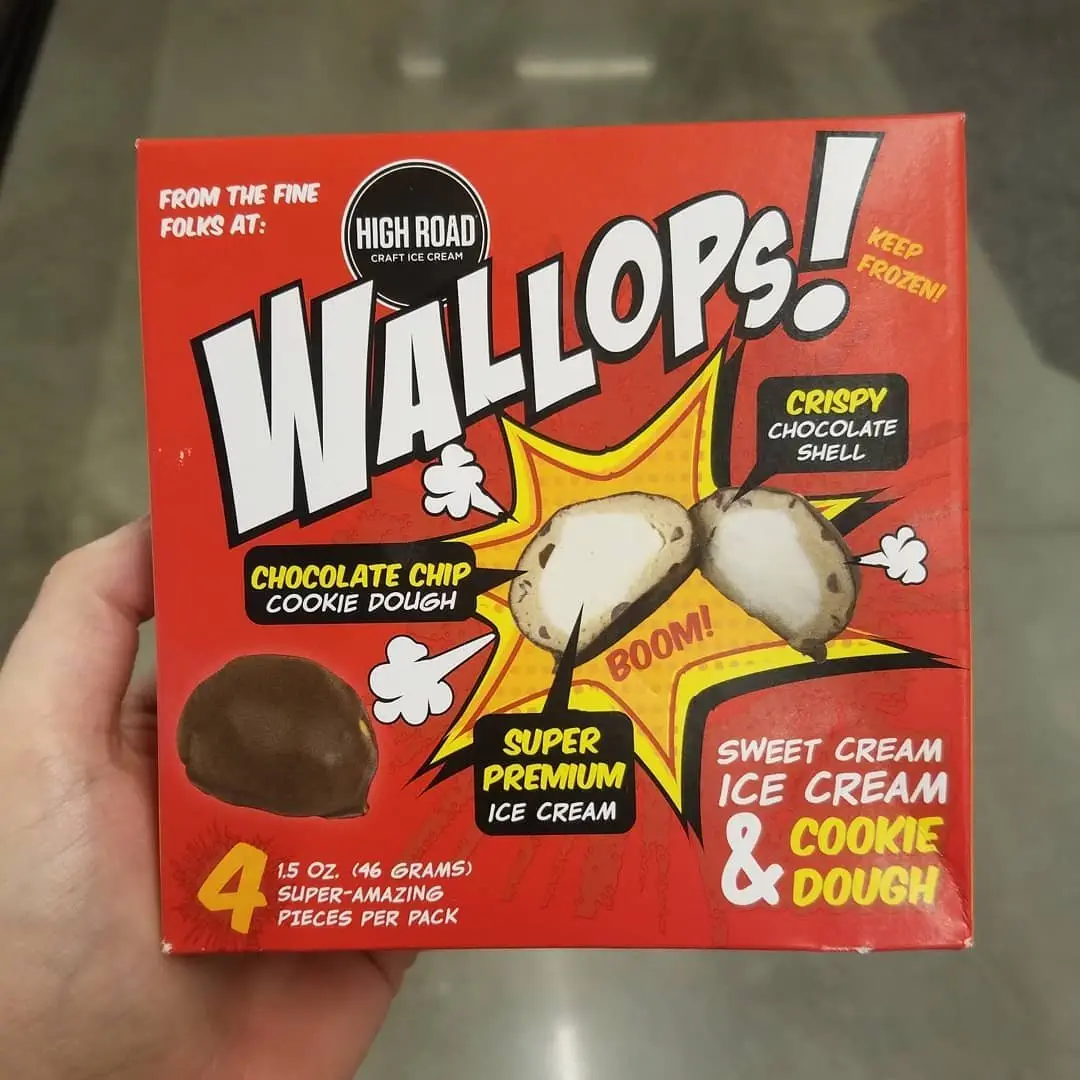 FROM THE FINE
FOLKS AT:
HIGH ROAD
CRAFT ICE CREAM
WALLOPS!
KEEP
FROZEN!
CRISPY
CHOCOLATE
SHELL
CHOCOLATE CHIP
COOKIE DOUGH
BOOM!
SUPER
PREMIUM
ICE CREAM
SWEET CREAM
ICE CREAM
& COOKIE
DOUGH
4 1.5 OZ. (46 GRAMS)
SUPER-AMAZING
PIECES PER PACK